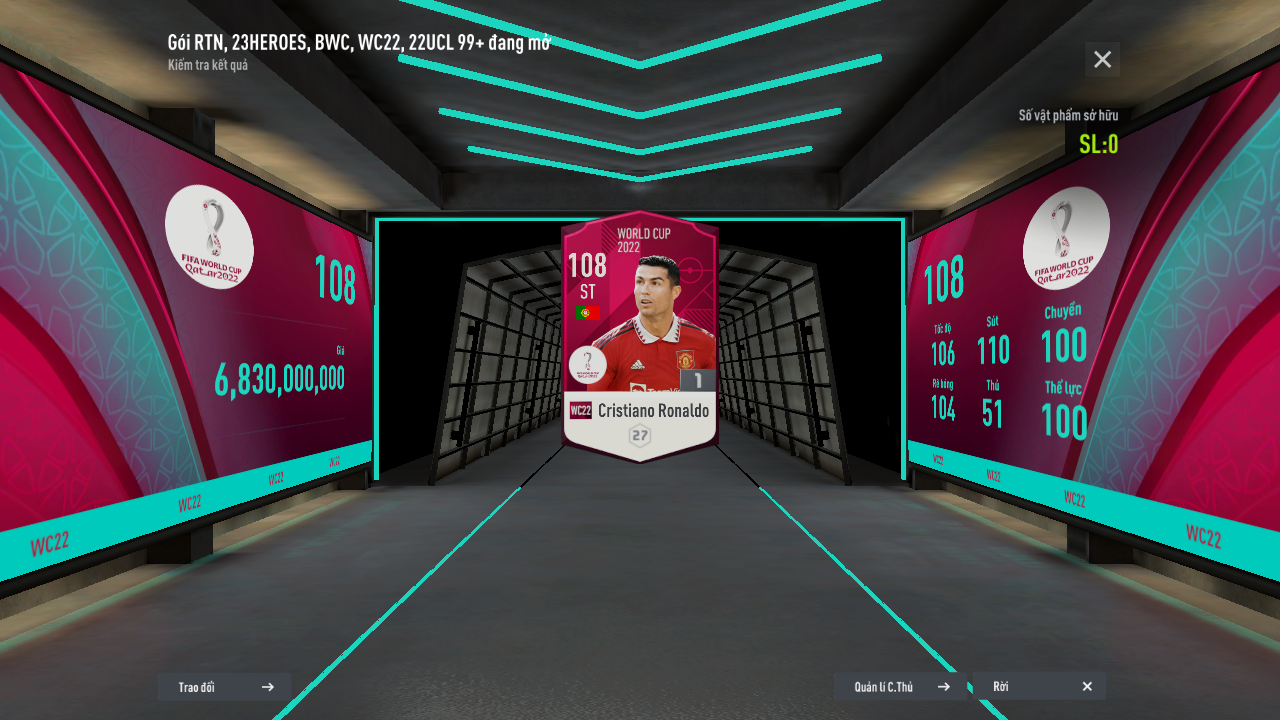 Gói RTN, 23HEROES, BWC, WC22, 22UCL 99+ đang mở
Kiểm tra kết quả
Số vật phẩm sở hữu
SL:0
FIFA WORLD CUP
Qatar2022
108
Giá
6,830,000,000
WC22
WC22
WC22
WC22
WORLD CUP
2022
108
ST
1
WC22 Cristiano Ronaldo
27
FIFA WORLD CUP
Qatar2022
108
Tốc độ
Sút
Chuyền
106
110
100
Rê bóng
Thủ
Thể lực
104
51
100
WC22
WC22
WC22
WC22
Trao đổi
Quản lí C.Thủ
Rời